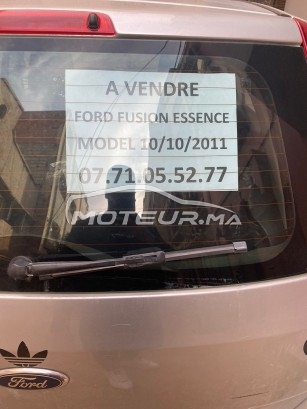 A VENDRE
FORD FUSION ESSENCE
MODEL 10/10/2011
07.71.05.52.77
MOTEUR.MA
Ford